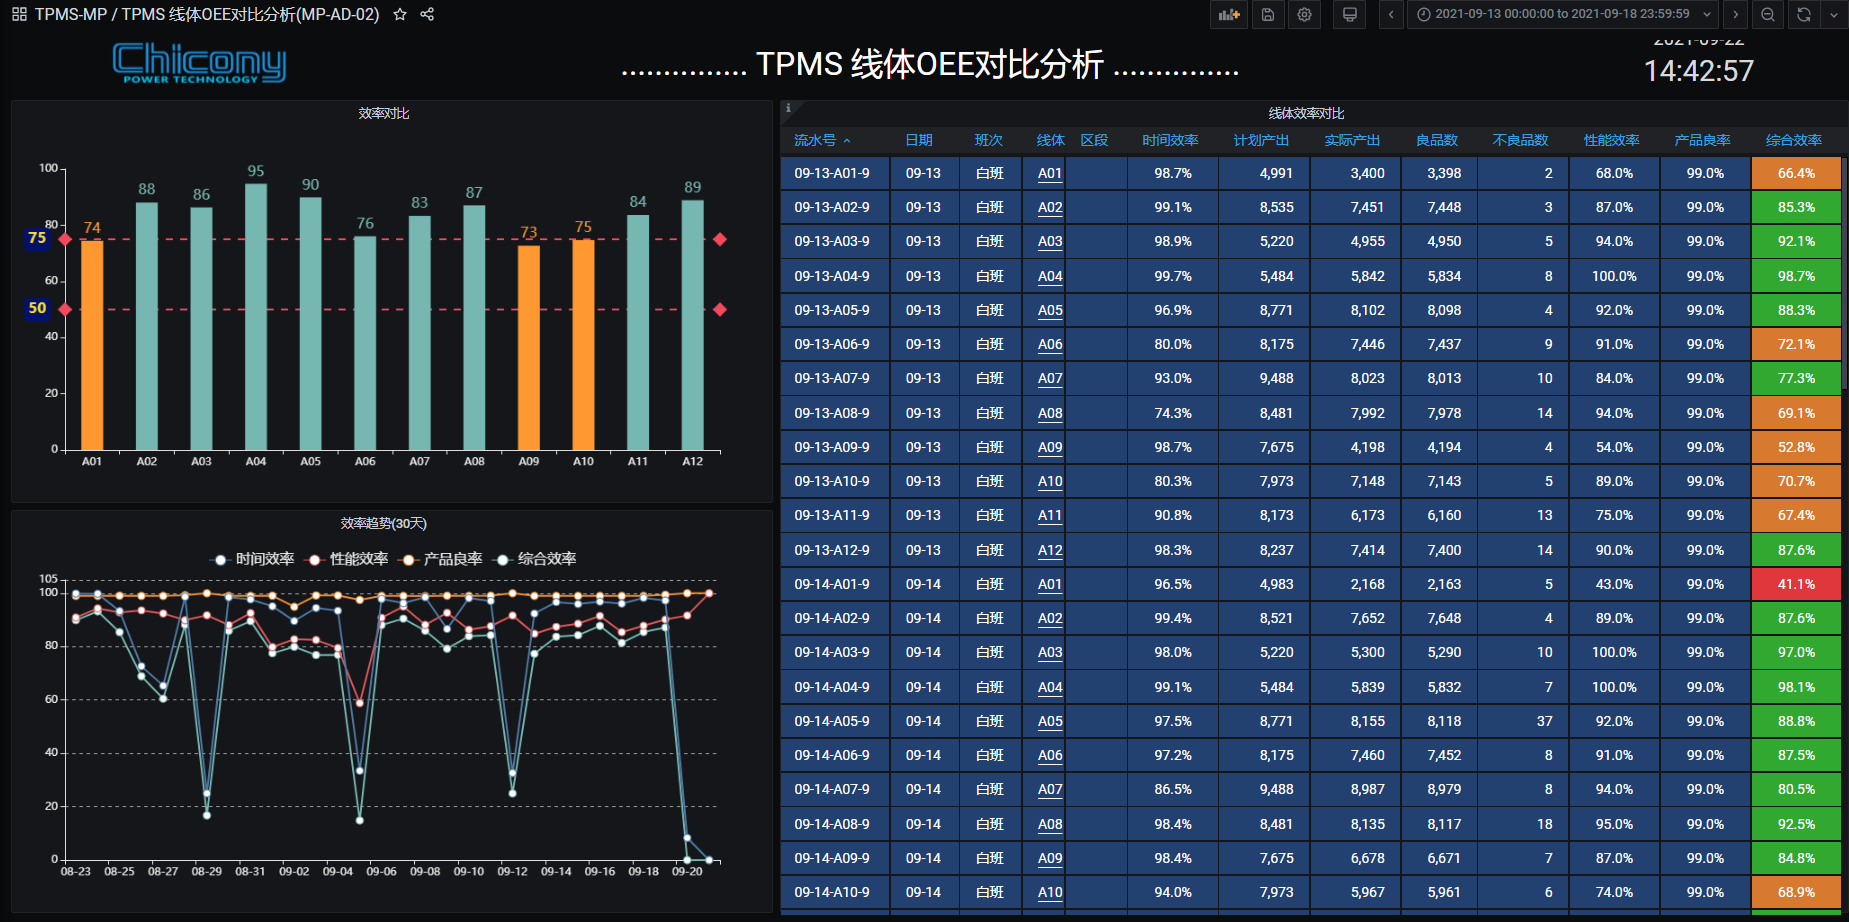 TPMS-MP / TPMS 线体OEE对比分析(MP-AD-02)
2021-09-13 00:00:00 to 2021-09-18 23:59:59
Chicony
POWER TECHNOLOGY
............... TPMS 线体OEE对比分析 ...............
2021-09-22
14:42:57
效率对比
100
80
60
40
20
0
75
50
74
88
86
95
90
76
83
87
73
75
84
89
A01 A02 A03 A04 A05 A06 A07 A08 A09 A10 A11 A12
效率趋势(30天)
时间效率 性能效率 产品良率 综合效率
105
100
80
60
40
20
0
08-23 08-25 08-27 08-29 08-31 09-02 09-04 09-06 09-08 09-10 09-12 09-14 09-16 09-18 09-20
i
线体效率对比
流水号 日期 班次 线体 区段 时间效率 计划产出 实际产出 良品数 不良品数 性能效率 产品良率 综合效率
09-13-A01-9 09-13 白班 A01 98.7% 4,991 3,400 3,398 2 68.0% 99.0% 66.4%
09-13-A02-9 09-13 白班 A02 99.1% 8,535 7,451 7,448 3 87.0% 99.0% 85.3%
09-13-A03-9 09-13 白班 A03 98.9% 5,220 4,955 4,950 5 94.0% 99.0% 92.1%
09-13-A04-9 09-13 白班 A04 99.7% 5,484 5,842 5,834 8 100.0% 99.0% 98.7%
09-13-A05-9 09-13 白班 A05 96.9% 8,771 8,102 8,098 4 92.0% 99.0% 88.3%
09-13-A06-9 09-13 白班 A06 80.0% 8,175 7,446 7,437 9 91.0% 99.0% 72.1%
09-13-A07-9 09-13 白班 A07 93.0% 9,488 8,023 8,013 10 84.0% 99.0% 77.3%
09-13-A08-9 09-13 白班 A08 74.3% 8,481 7,992 7,978 14 94.0% 99.0% 69.1%
09-13-A09-9 09-13 白班 A09 98.7% 7,675 4,198 4,194 4 54.0% 99.0% 52.8%
09-13-A10-9 09-13 白班 A10 80.3% 7,973 7,148 7,143 5 89.0% 99.0% 70.7%
09-13-A11-9 09-13 白班 A11 90.8% 8,173 6,173 6,160 13 75.0% 99.0% 67.4%
09-13-A12-9 09-13 白班 A12 98.3% 8,237 7,414 7,400 14 90.0% 99.0% 87.6%
09-14-A01-9 09-14 白班 A01 96.5% 4,983 2,168 2,163 5 43.0% 99.0% 41.1%
09-14-A02-9 09-14 白班 A02 99.4% 8,521 7,652 7,648 4 89.0% 99.0% 87.6%
09-14-A03-9 09-14 白班 A03 98.0% 5,220 5,300 5,290 10 100.0% 99.0% 97.0%
09-14-A04-9 09-14 白班 A04 99.1% 5,484 5,839 5,832 7 100.0% 99.0% 98.1%
09-14-A05-9 09-14 白班 A05 97.5% 8,771 8,155 8,118 37 92.0% 99.0% 88.8%
09-14-A06-9 09-14 白班 A06 97.2% 8,175 7,460 7,452 8 91.0% 99.0% 87.5%
09-14-A07-9 09-14 白班 A07 86.5% 9,488 8,987 8,979 8 94.0% 99.0% 80.5%
09-14-A08-9 09-14 白班 A08 98.4% 8,481 8,135 8,117 18 95.0% 99.0% 92.5%
09-14-A09-9 09-14 白班 A09 98.4% 7,675 6,678 6,671 7 87.0% 99.0% 84.8%
09-14-A10-9 09-14 白班 A10 94.0% 7,973 5,967 5,961 6 74.0% 99.0% 68.9%